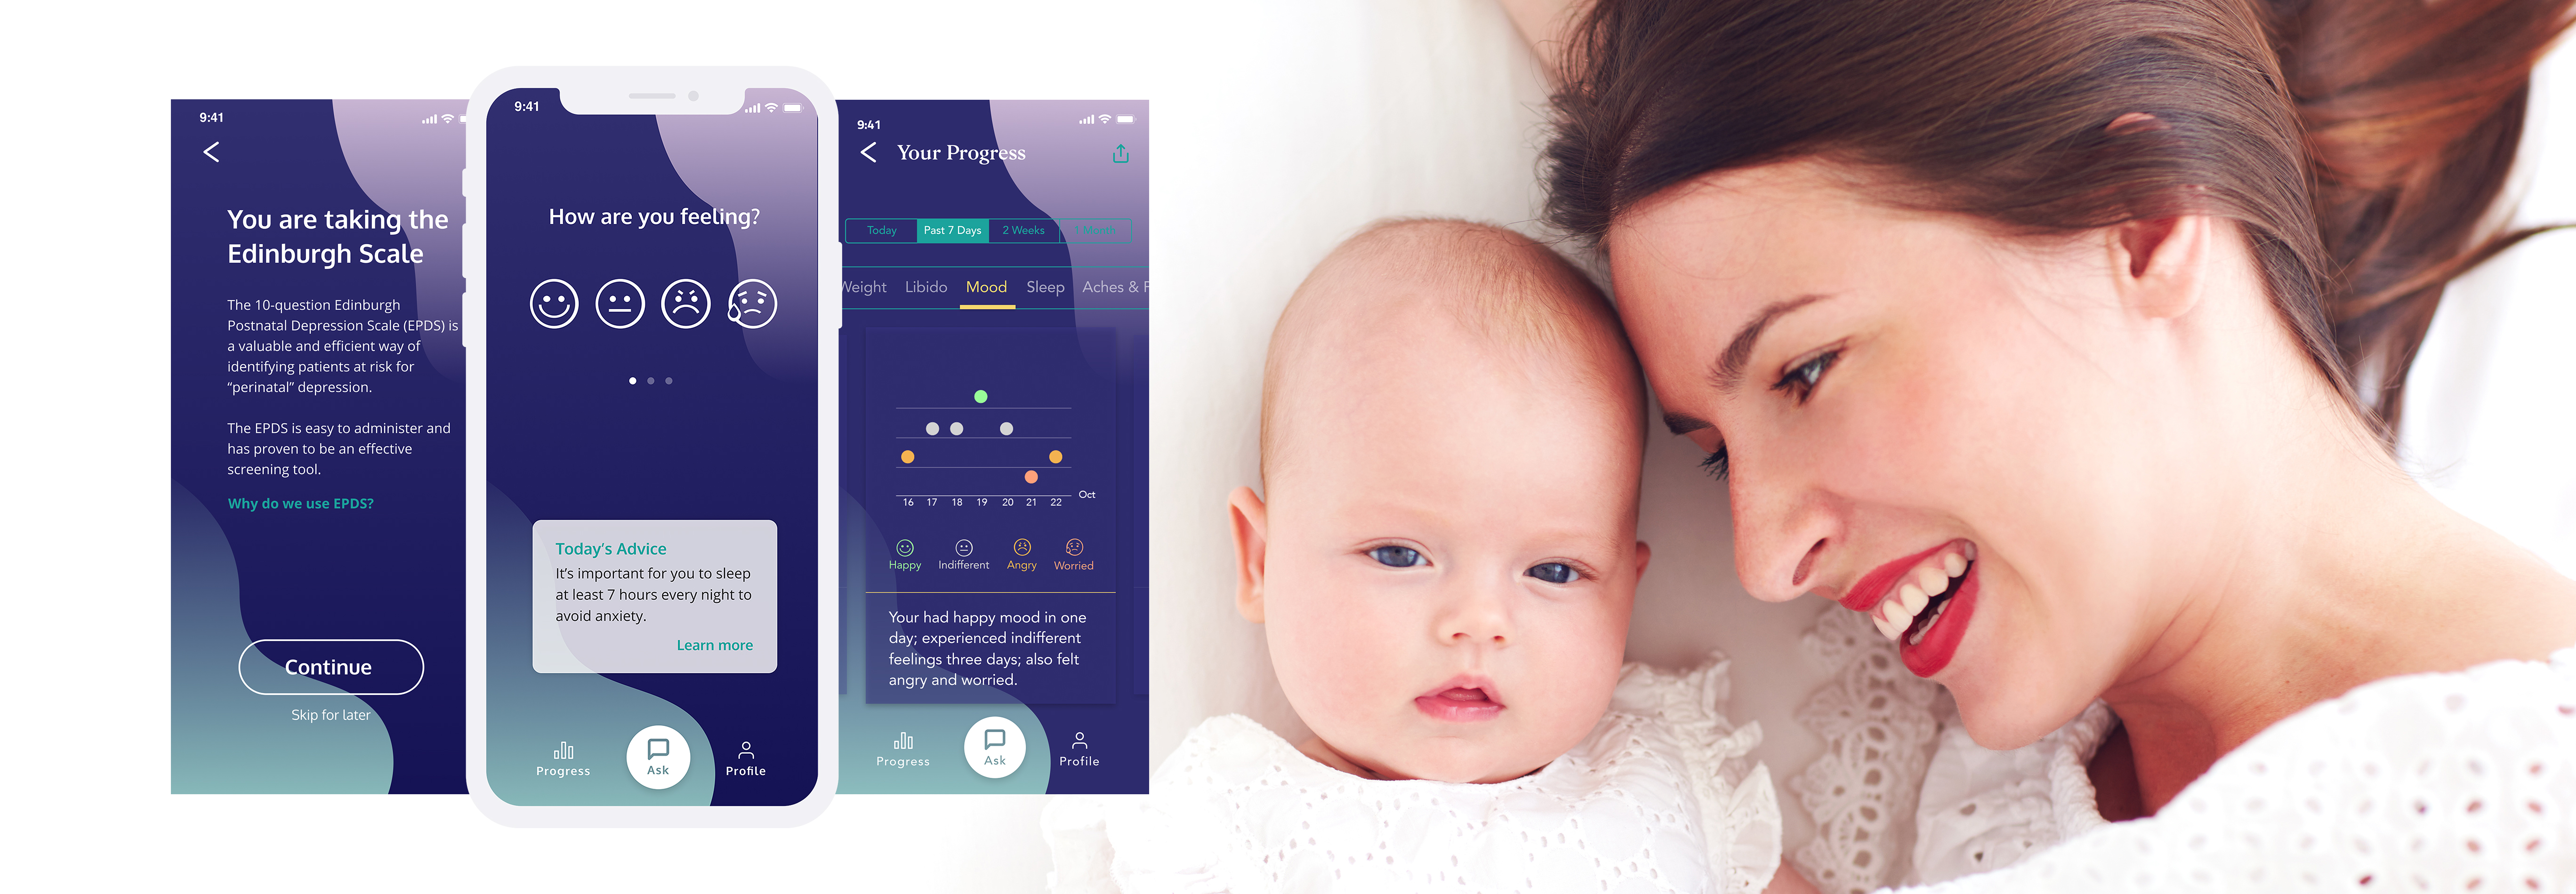 9:41
You are taking the
Edinburgh Scale
The 10-question Edinburgh
Postnatal Depression Scale (EPDS) is
a valuable and efficient way of
identifying patients at risk for
“perinatal” depression.
The EPDS is easy to administer and
has proven to be an effective
screening tool.
Why do we use EPDS?
Continue
Skip for later
9:41
How are you feeling?
Today’s Advice
It’s important for you to sleep
at least 7 hours every night to
avoid anxiety.
Learn more
Progress
Ask
Profile
9:41
Your Progress
Today
Past 7 Days
2 Weeks
Month
Weight Libido Mood Sleep Aches & P
16 17 18 19 20 21 22 Oct
Happy Indifferent Angry Worried
Your had happy mood in one
day; experienced indifferent
feelings three days; also felt
angry and worried.
Progress
Ask
Profile